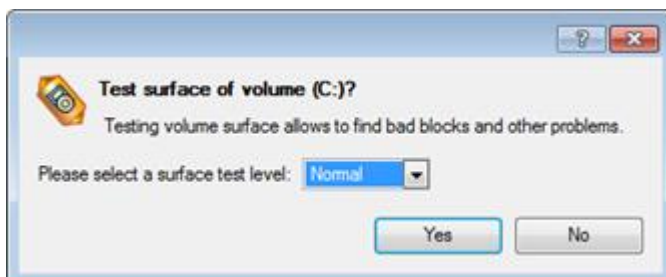 Test surface of volume (C:)?
Testing volume surface allows to find bad blocks and other problems.
Please select a surface test level: Normal
Yes No